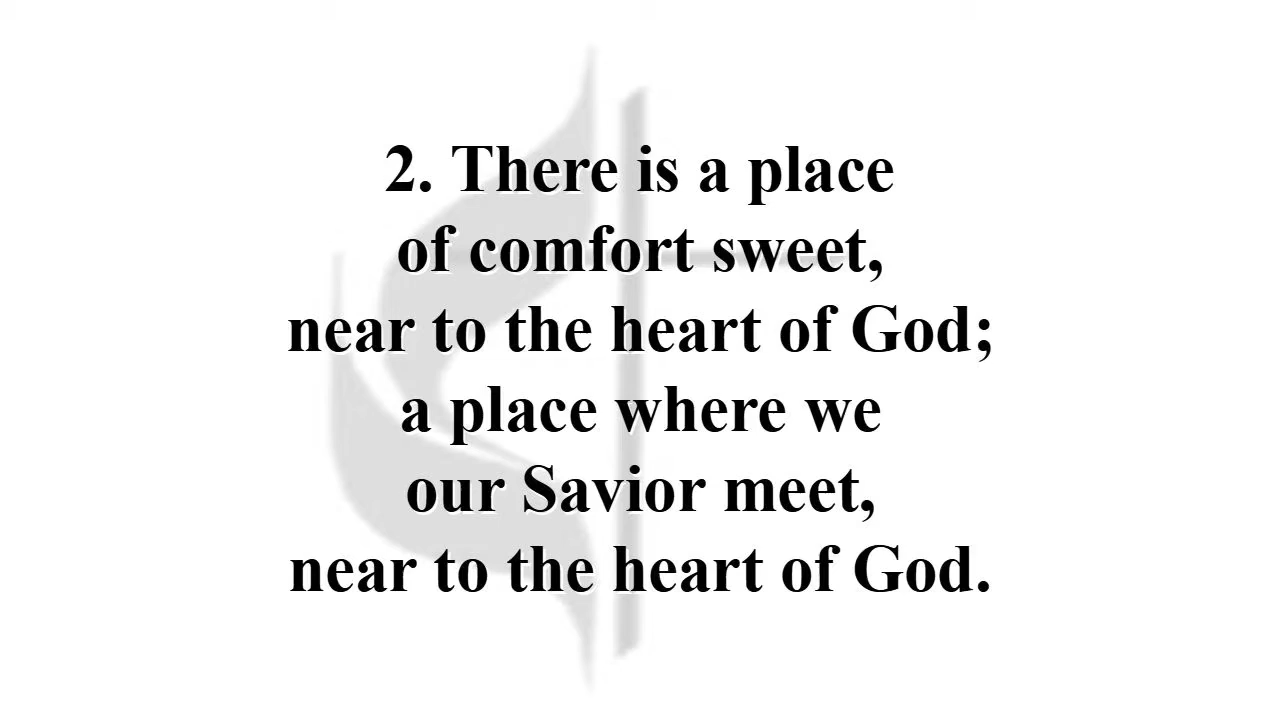 2. There is a place
of comfort sweet,
near to the heart of God;
a place where we
our Savior meet,
near to the heart of God.